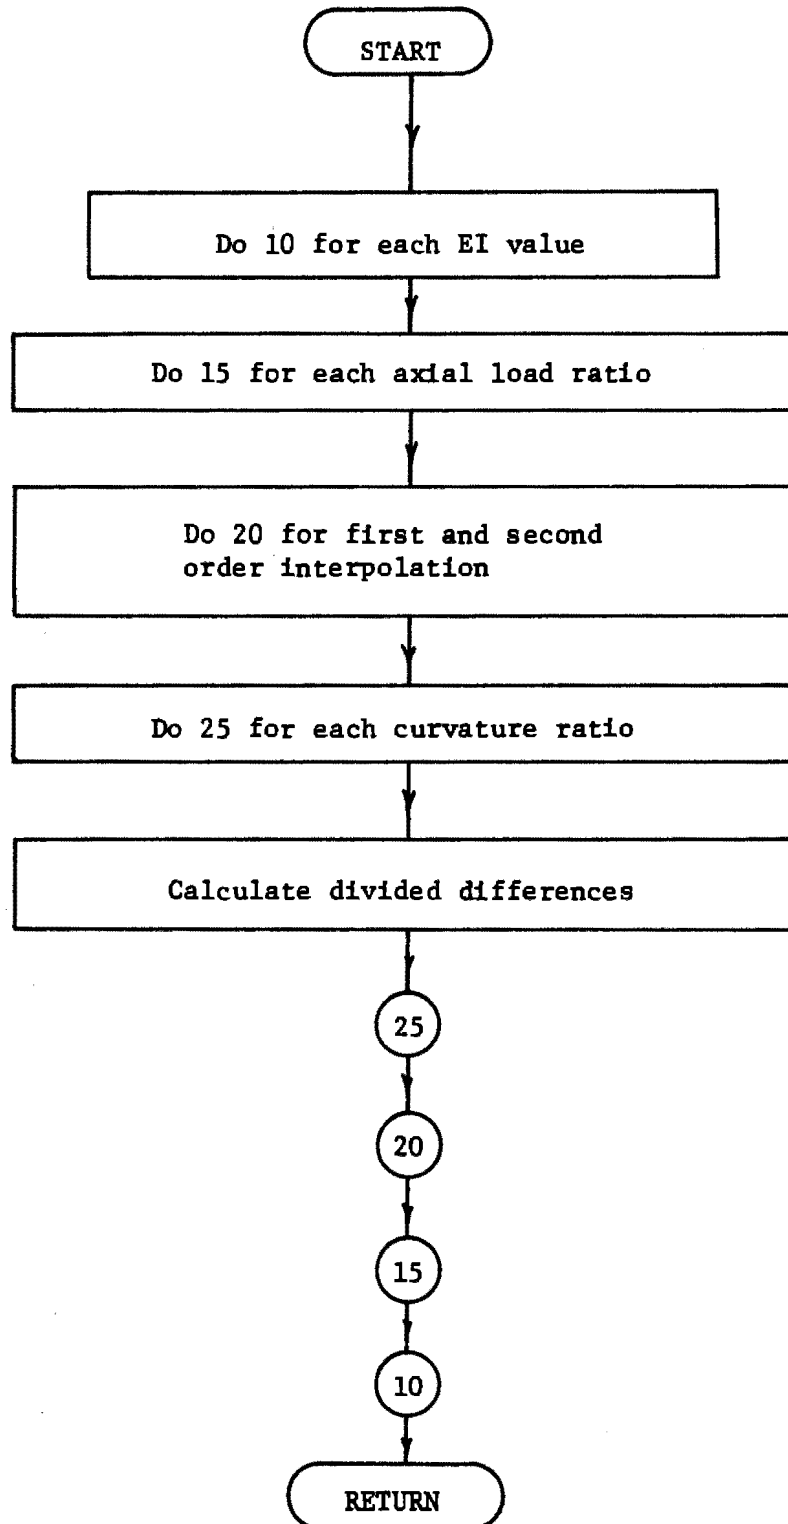 START
Do 10 for each EI value
Do 15 for each axial load ratio
Do 20 for first and second
order interpolation
Do 25 for each curvature ratio
Calculate divided differences
25
20
15
10
RETURN